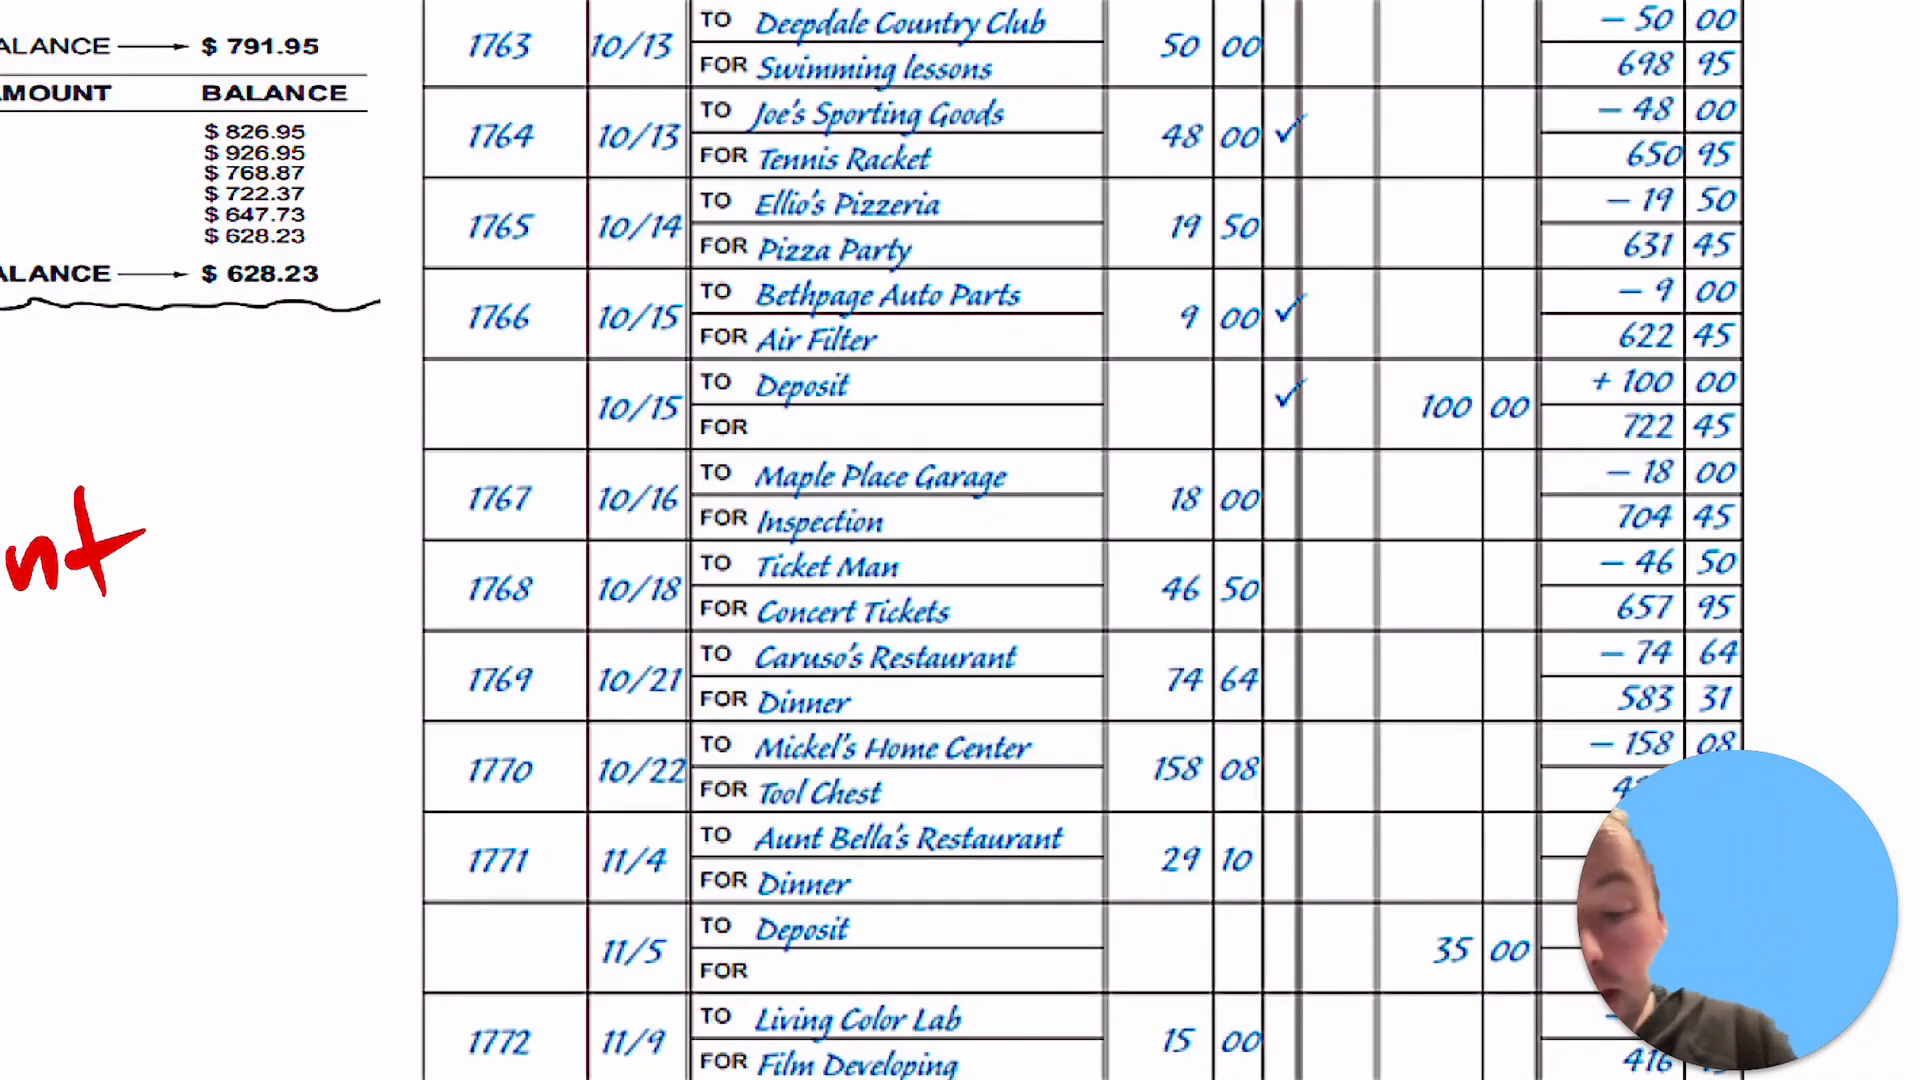 ALANCE → $ 791.95
AMOUNT BALANCE
$ 826.95
$ 926.95
$ 768.87
$ 722.37
$ 647.73
$ 628.23
ALANCE → $ 628.23
nt
TO Deepdale Country Club − 50 00
1763 10/13 50 00
FOR Swimming lessons 698 95
TO Joe's Sporting Goods − 48 00
1764 10/13 48 00 ✓
FOR Tennis Racket 650 95
TO Ellio's Pizzeria − 19 50
1765 10/14 19 50
FOR Pizza Party 631 45
TO Bethpage Auto Parts − 9 00
1766 10/15 9 00 ✓
FOR Air Filter 622 45
TO Deposit + 100 00
10/15 ✓ 100 00
FOR 722 45
TO Maple Place Garage − 18 00
1767 10/16 18 00
FOR Inspection 704 45
TO Ticket Man − 46 50
1768 10/18 46 50
FOR Concert Tickets 657 95
TO Caruso's Restaurant − 74 64
1769 10/21 74 64
FOR Dinner 583 31
TO Mickel's Home Center − 158 08
1770 10/22 158 08
FOR Tool Chest
TO Aunt Bella's Restaurant
1771 11/4 29 10
FOR Dinner
TO Deposit
11/5 35 00
FOR
TO Living Color Lab
1772 11/9 15 00
FOR Film Developing 416